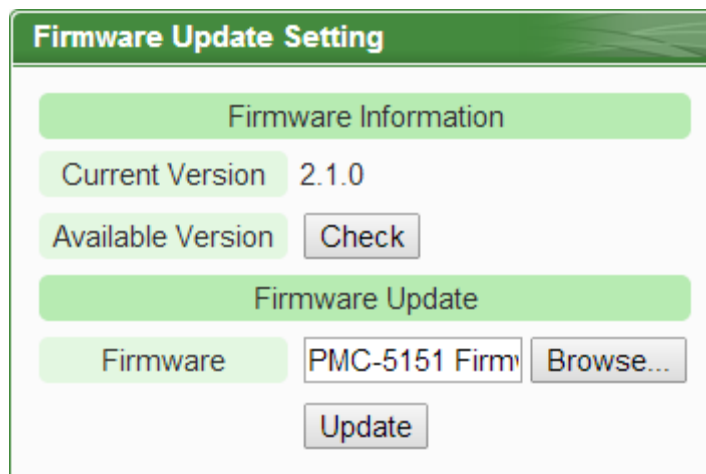 Firmware Update Setting
Firmware Information
Current Version 2.1.0
Available Version Check
Firmware Update
Firmware PMC-5151 Firm Browse...
Update